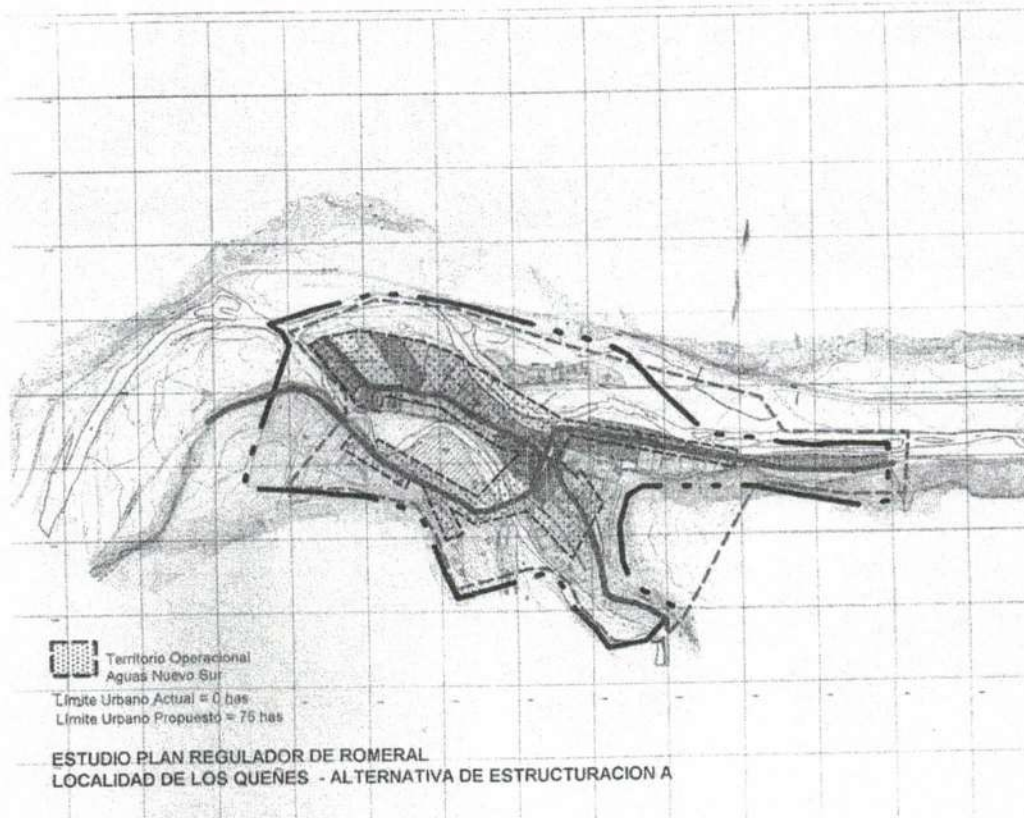 Territorio Operacional
Aguas Nuevo Sur
Límite Urbano Actual = 0 has
Límite Urbano Propuesto = 76 has
ESTUDIO PLAN REGULADOR DE ROMERAL
LOCALIDAD DE LOS QUEÑES - ALTERNATIVA DE ESTRUCTURACION A